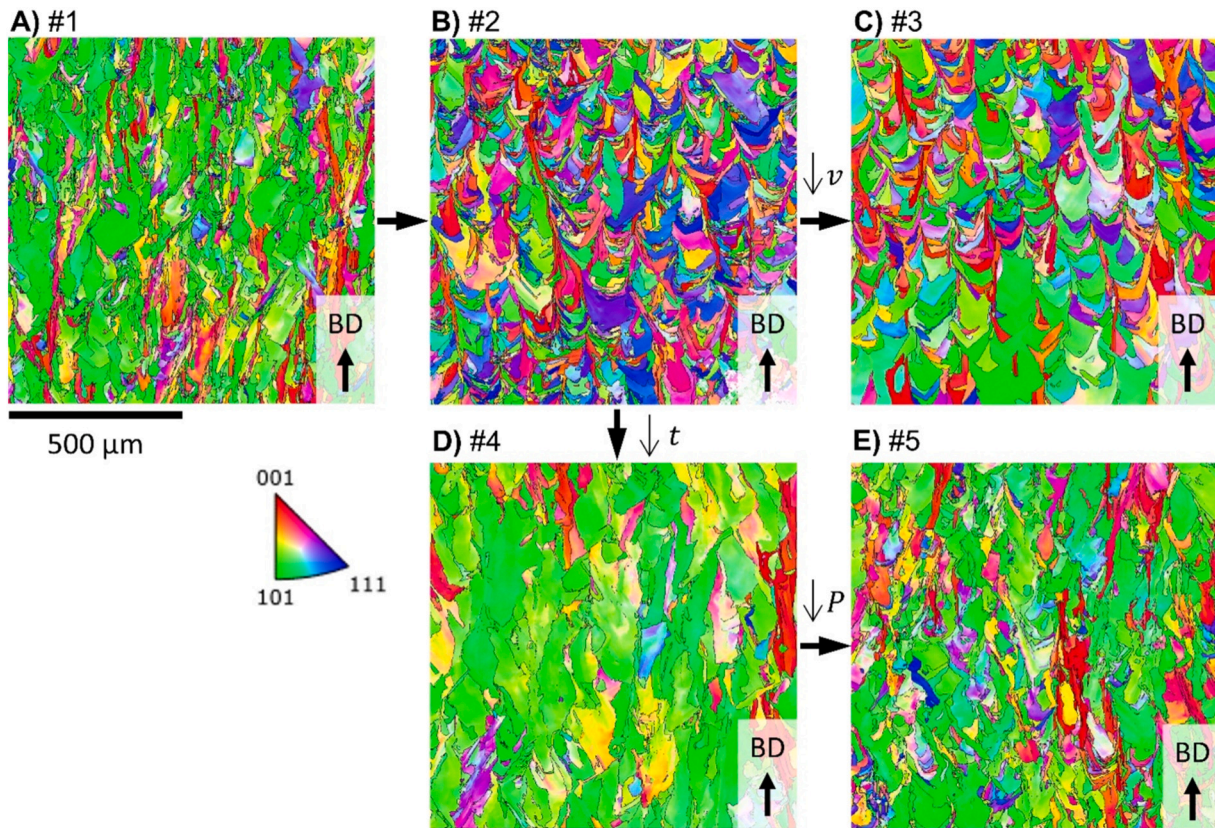 A) #1
B) #2
C) #3
BD
BD
↓ v
BD
500 µm
↓ t
D) #4
E) #5
001
101
111
BD
↓ P
BD